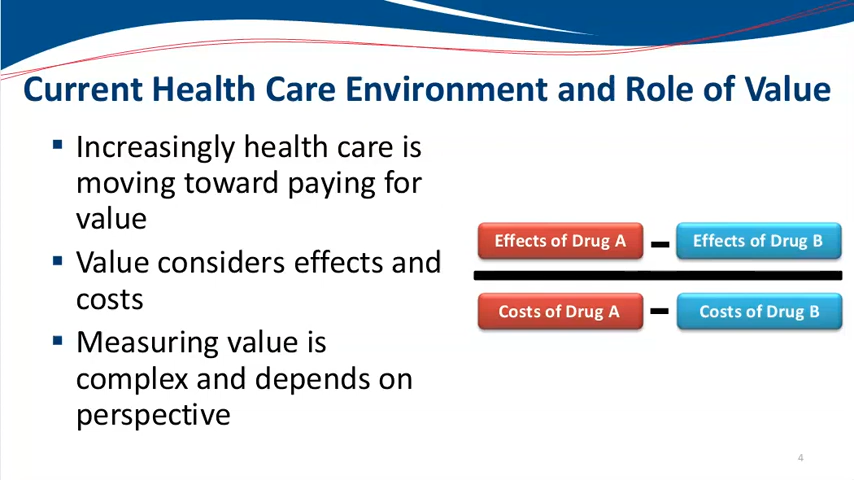 Current Health Care Environment and Role of Value
▪ Increasingly health care is
moving toward paying for
value
▪ Value considers effects and
costs
▪ Measuring value is
complex and depends on
perspective
Effects of Drug A – Effects of Drug B
Costs of Drug A – Costs of Drug B
4